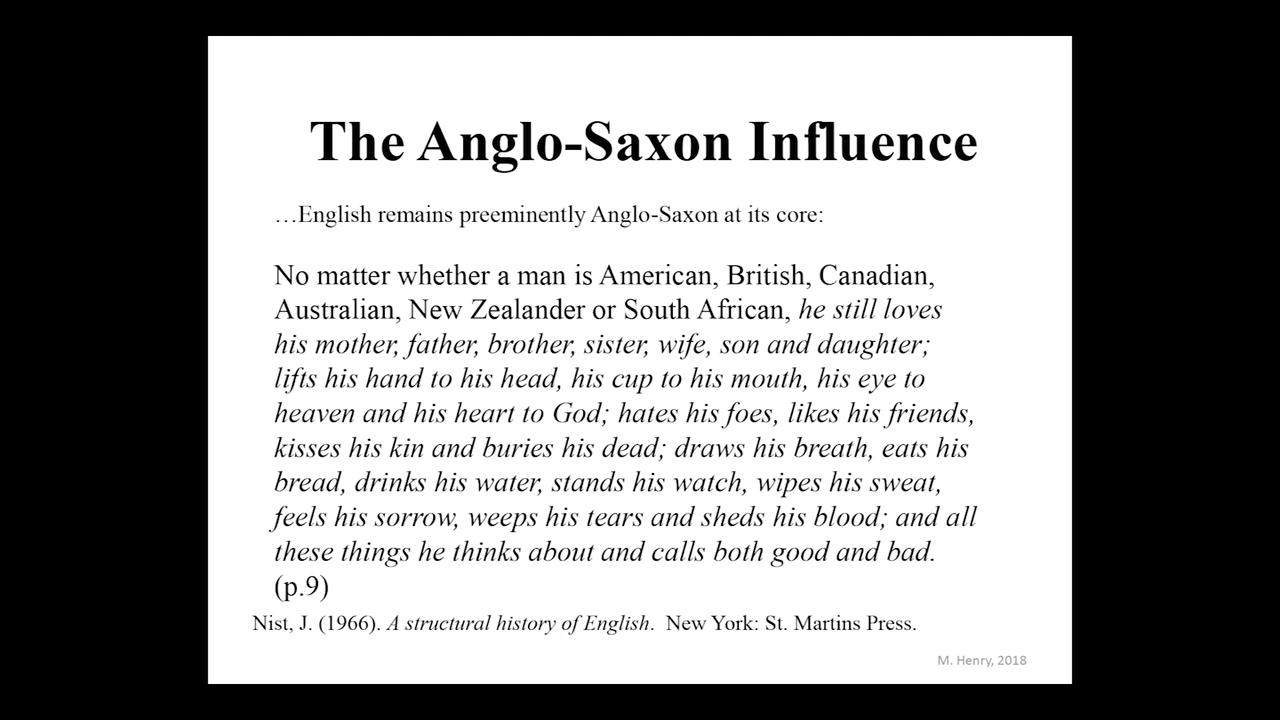 The Anglo-Saxon Influence
…English remains preeminently Anglo-Saxon at its core:
No matter whether a man is American, British, Canadian,
Australian, New Zealander or South African, he still loves
his mother, father, brother, sister, wife, son and daughter;
lifts his hand to his head, his cup to his mouth, his eye to
heaven and his heart to God; hates his foes, likes his friends,
kisses his kin and buries his dead; draws his breath, eats his
bread, drinks his water, stands his watch, wipes his sweat,
feels his sorrow, weeps his tears and sheds his blood; and all
these things he thinks about and calls both good and bad.
(p.9)
Nist, J. (1966). A structural history of English. New York: St. Martins Press.
M. Henry, 2018